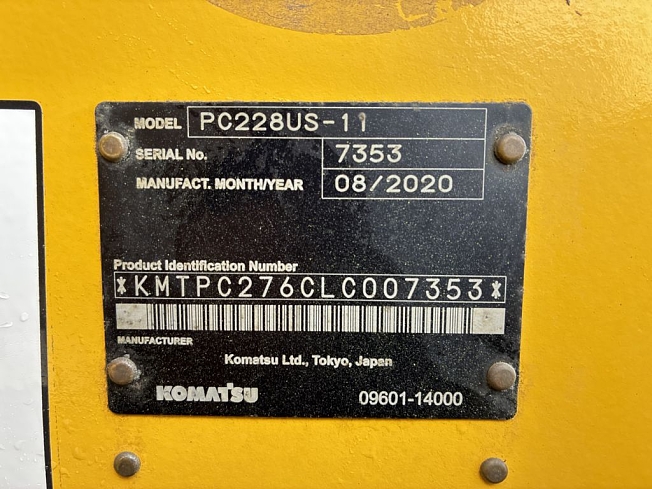 MODEL PC228US-11
SERIAL No. 7353
MANUFACT. MONTH/YEAR 08/2020
Product Identification Number
*KMTPC276CLC007353*
MANUFACTURER
Komatsu Ltd., Tokyo, Japan
KOMATSU 09601-14000